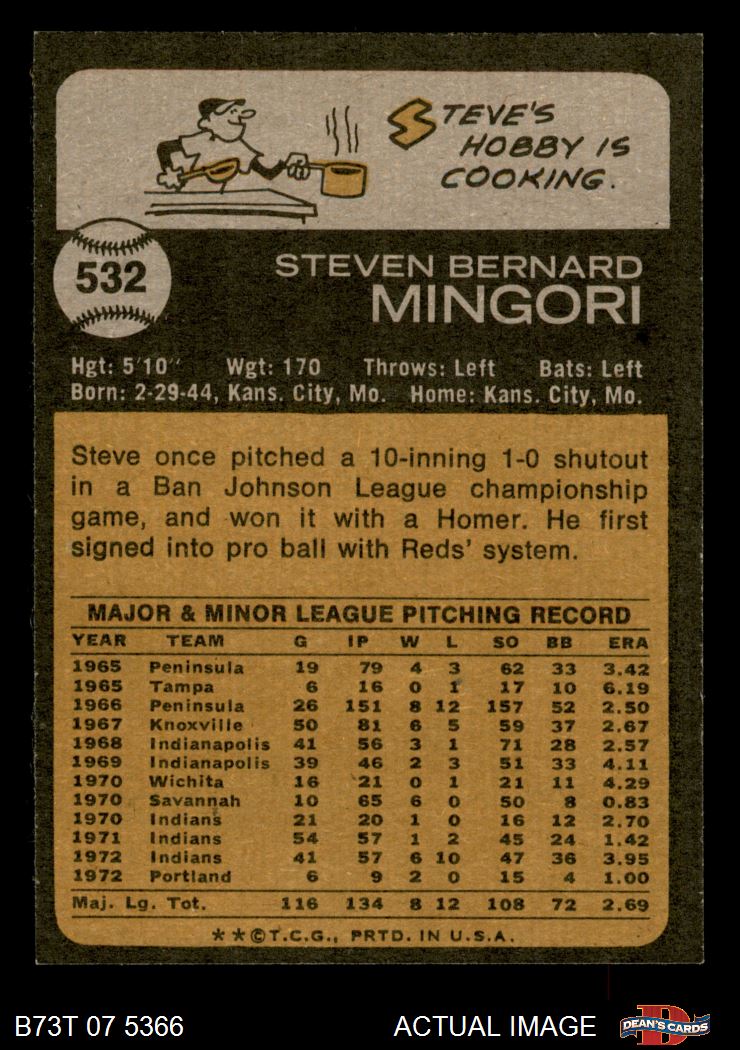 STEVE'S
HOBBY IS
COOKING.
532
STEVEN BERNARD
MINGORI
Hgt: 5'10" Wgt: 170 Throws: Left Bats: Left
Born: 2-29-44, Kans. City, Mo. Home: Kans. City, Mo.
Steve once pitched a 10-inning 1-0 shutout
in a Ban Johnson League championship
game, and won it with a Homer. He first
signed into pro ball with Reds' system.
MAJOR & MINOR LEAGUE PITCHING RECORD
YEAR TEAM G IP W L SO BB ERA
1965 Peninsula 19 79 4 3 62 33 3.42
1965 Tampa 6 16 0 1 17 10 6.19
1966 Peninsula 26 151 8 12 157 52 2.50
1967 Knoxville 50 81 6 5 59 37 2.67
1968 Indianapolis 41 56 3 1 71 28 2.57
1969 Indianapolis 39 46 2 3 51 33 4.11
1970 Wichita 16 21 0 1 21 11 4.29
1970 Savannah 10 65 6 0 50 8 0.83
1970 Indians 21 20 1 0 16 12 2.70
1971 Indians 54 57 1 2 45 24 1.42
1972 Indians 41 57 6 10 47 36 3.95
1972 Portland 6 9 2 0 15 4 1.00
Maj. Lg. Tot. 116 134 8 12 108 72 2.69
**©T.C.G., PRTD. IN U.S.A.
B73T 07 5366 ACTUAL IMAGE D DEAN'S CARDS